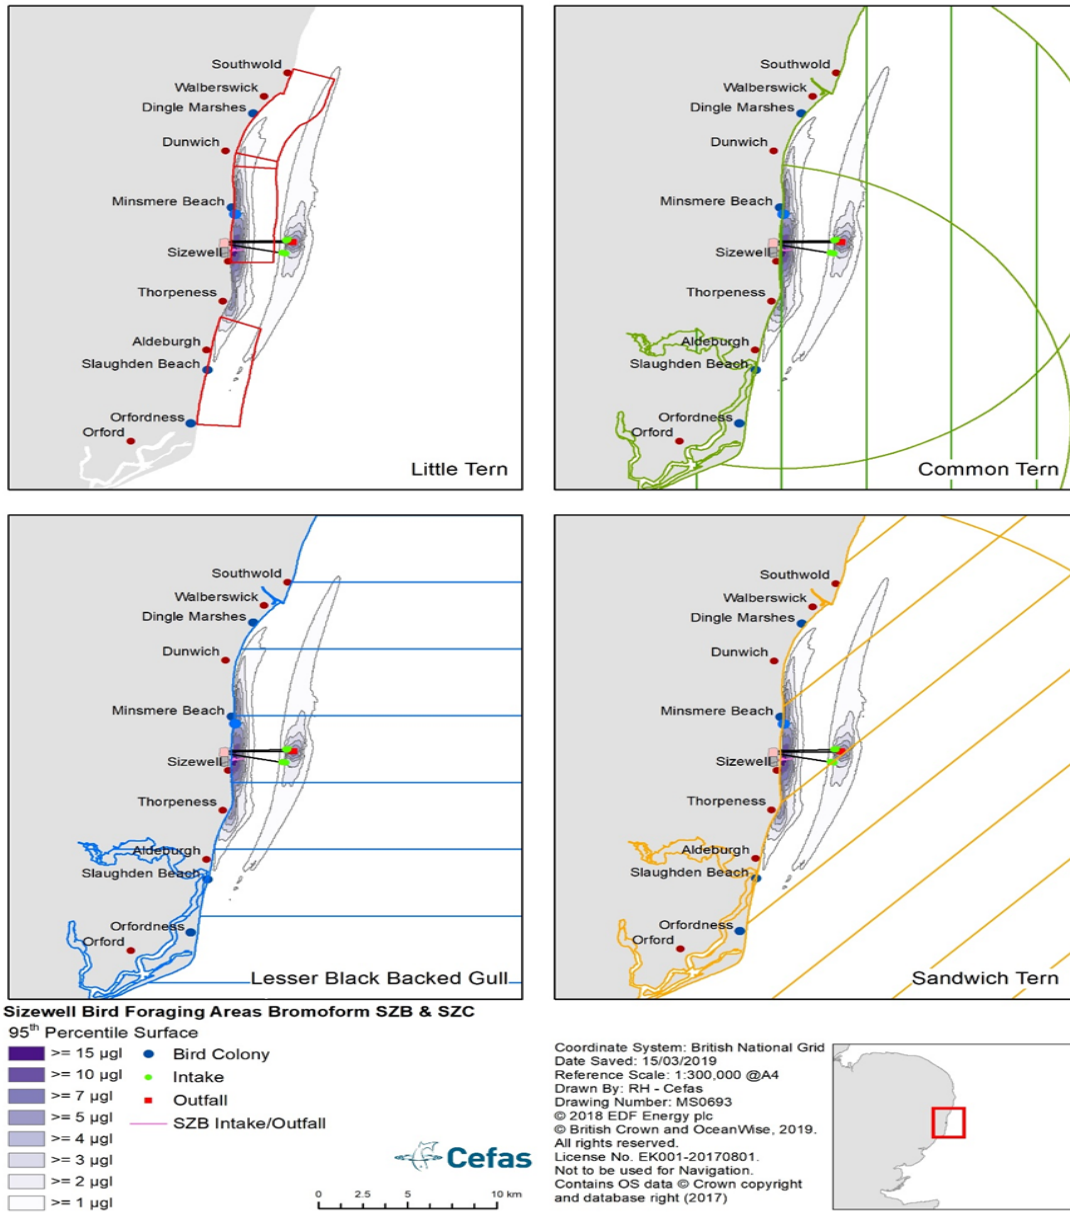 Southwold
Walberswick
Dingle Marshes
Dunwich
Minsmere Beach
Sizewell
Thorpeness
Aldeburgh
Slaughden Beach
Orfordness
Orford
Little Tern
Southwold
Walberswick
Dingle Marshes
Dunwich
Minsmere Beach
Sizewell
Thorpeness
Aldeburgh
Slaughden Beach
Orfordness
Orford
Common Tern
Southwold
Walberswick
Dingle Marshes
Dunwich
Minsmere Beach
Sizewell
Thorpeness
Aldeburgh
Slaughden Beach
Orfordness
Orford
Lesser Black Backed Gull
Southwold
Walberswick
Dingle Marshes
Dunwich
Minsmere Beach
Sizewell
Thorpeness
Aldeburgh
Slaughden Beach
Orfordness
Orford
Sandwich Tern
Sizewell Bird Foraging Areas Bromoform SZB & SZC
95th Percentile Surface
>= 15 µgl
>= 10 µgl
>= 7 µgl
>= 5 µgl
>= 4 µgl
>= 3 µgl
>= 2 µgl
>= 1 µgl
Bird Colony
Intake
Outfall
SZB Intake/Outfall
Cefas
0 2.5 5 10 km
Coordinate System: British National Grid
Date Saved: 15/03/2019
Reference Scale: 1:300,000 @A4
Drawn By: RH - Cefas
Drawing Number: MS0693
© 2018 EDF Energy plc
© British Crown and OceanWise, 2019.
All rights reserved.
License No. EK001-20170801.
Not to be used for Navigation.
Contains OS data © Crown copyright
and database right (2017)